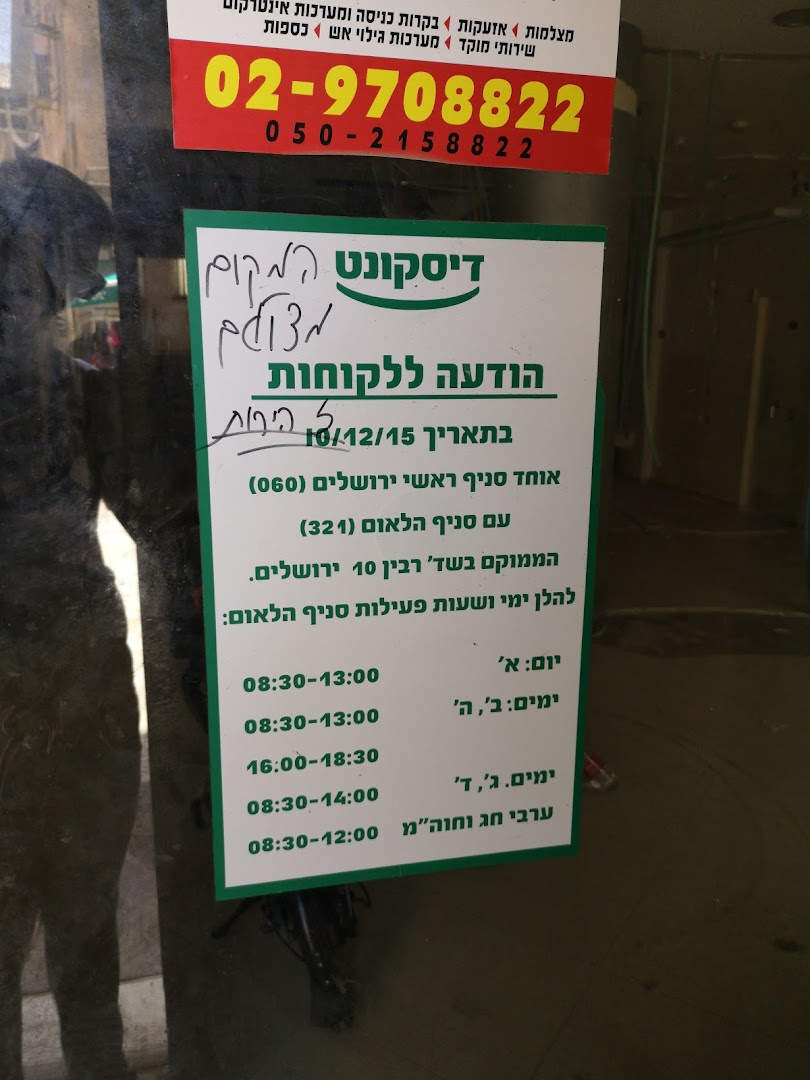 מצלמות אזעקות בקרות כניסה ומערכות אינטרקום
שירותי מוקד מערכות גילוי אש כספות
02-9708822
050-2158822
דיסקונט
המקום
מצולם
הודעה ללקוחות
זהירות
בתאריך 10/12/15
אוחד סניף ראשי ירושלים (060)
עם סניף הלאום (321)
הממוקם בשד' רבין 10 ירושלים.
להלן ימי ושעות פעילות סניף הלאום:
יום: א' 08:30-13:00
ימים: ב', ה' 08:30-13:00
16:00-18:30
ימים. ג', ד' 08:30-14:00
ערבי חג וחוה"מ 08:30-12:00